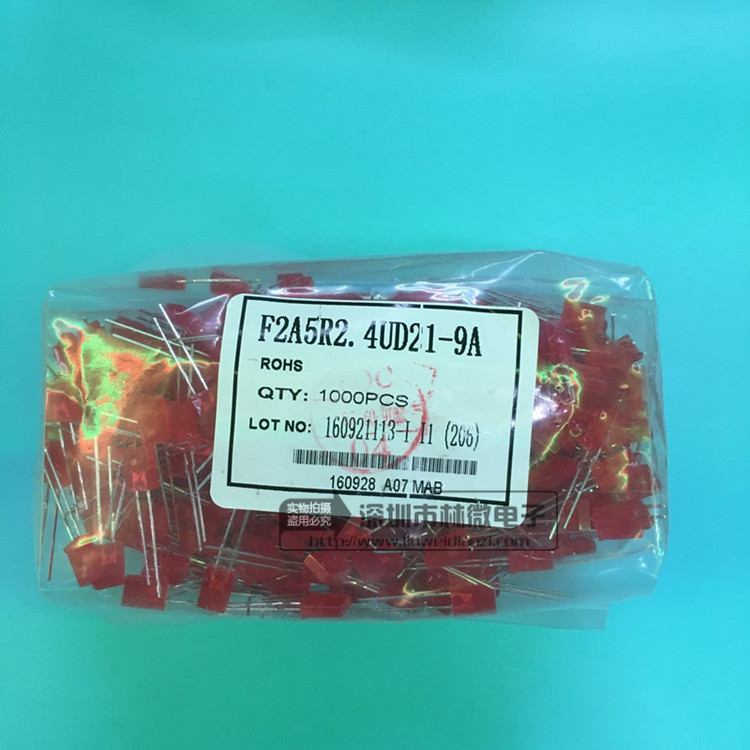 F2A5R2.4UD21-9A
ROHS
QTY: 1000PCS
LOT NO: 160921113-I-I1 (206)
160928 A07 MAB
实物拍摄
盗用必究
深圳市林微电子
http://www.linweidianzi.com